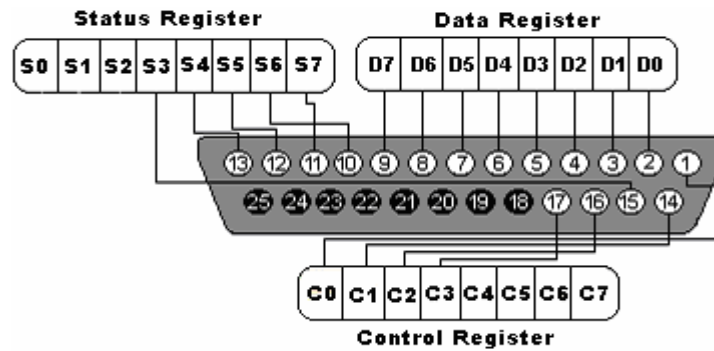 Status Register Data Register
S0 S1 S2 S3 S4 S5 S6 S7 D7 D6 D5 D4 D3 D2 D1 D0
13 12 11 10 9 8 7 6 5 4 3 2 1
25 24 23 22 21 20 19 18 17 16 15 14
C0 C1 C2 C3 C4 C5 C6 C7
Control Register